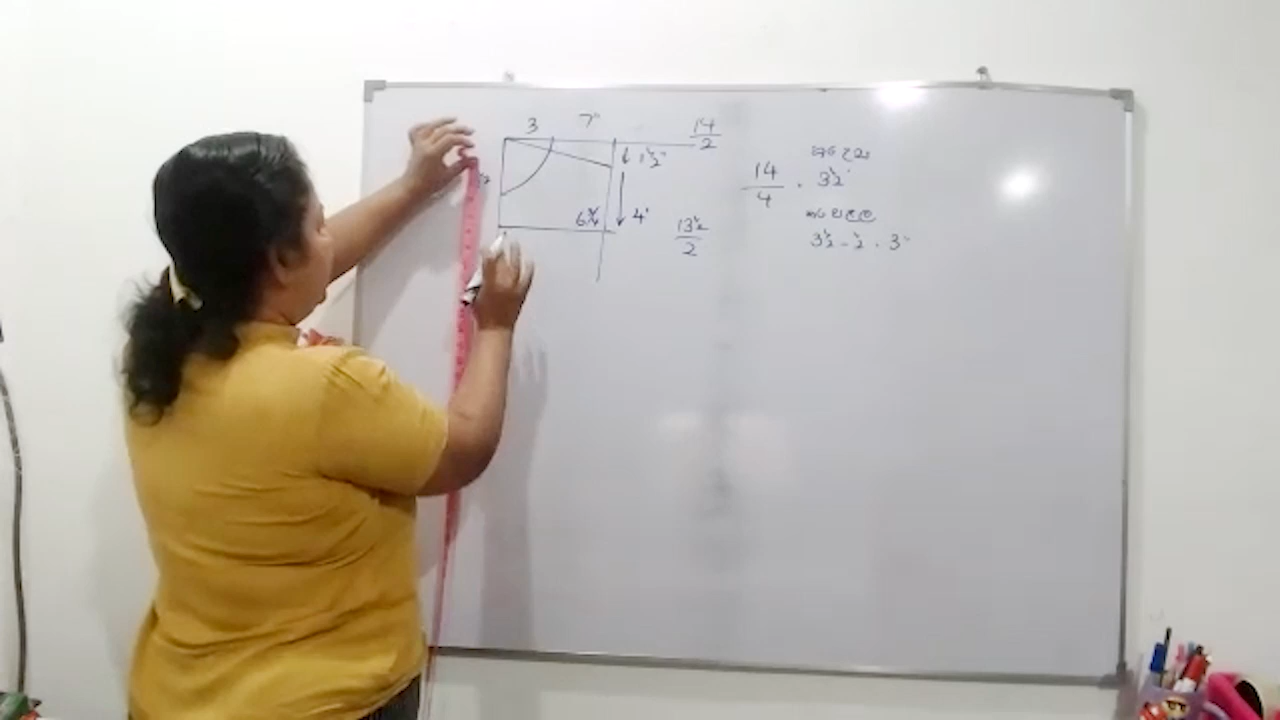 3 7" 14/2
1½"
4"
6¾
13½/2
14/4 . 3½"
3½ - ½ . 3"